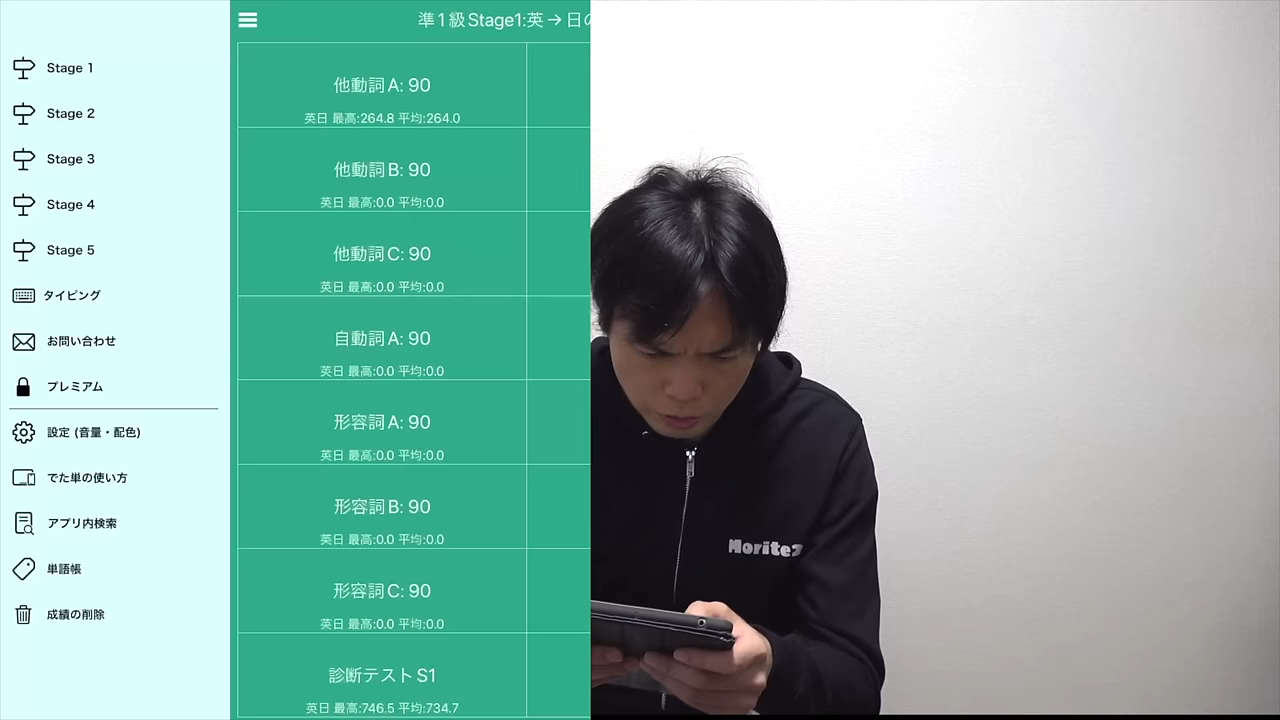 Stage 1
Stage 2
Stage 3
Stage 4
Stage 5
タイピング
お問い合わせ
プレミアム
設定 (音量・配色)
でた単の使い方
アプリ内検索
単語帳
成績の削除
準1級Stage1:英→日の
他動詞A: 90
英日 最高:264.8 平均:264.0
他動詞B: 90
英日 最高:0.0 平均:0.0
他動詞C: 90
英日 最高:0.0 平均:0.0
自動詞A: 90
英日 最高:0.0 平均:0.0
形容詞A: 90
英日 最高:0.0 平均:0.0
形容詞B: 90
英日 最高:0.0 平均:0.0
形容詞C: 90
英日 最高:0.0 平均:0.0
診断テストS1
英日 最高:746.5 平均:734.7
Morite2